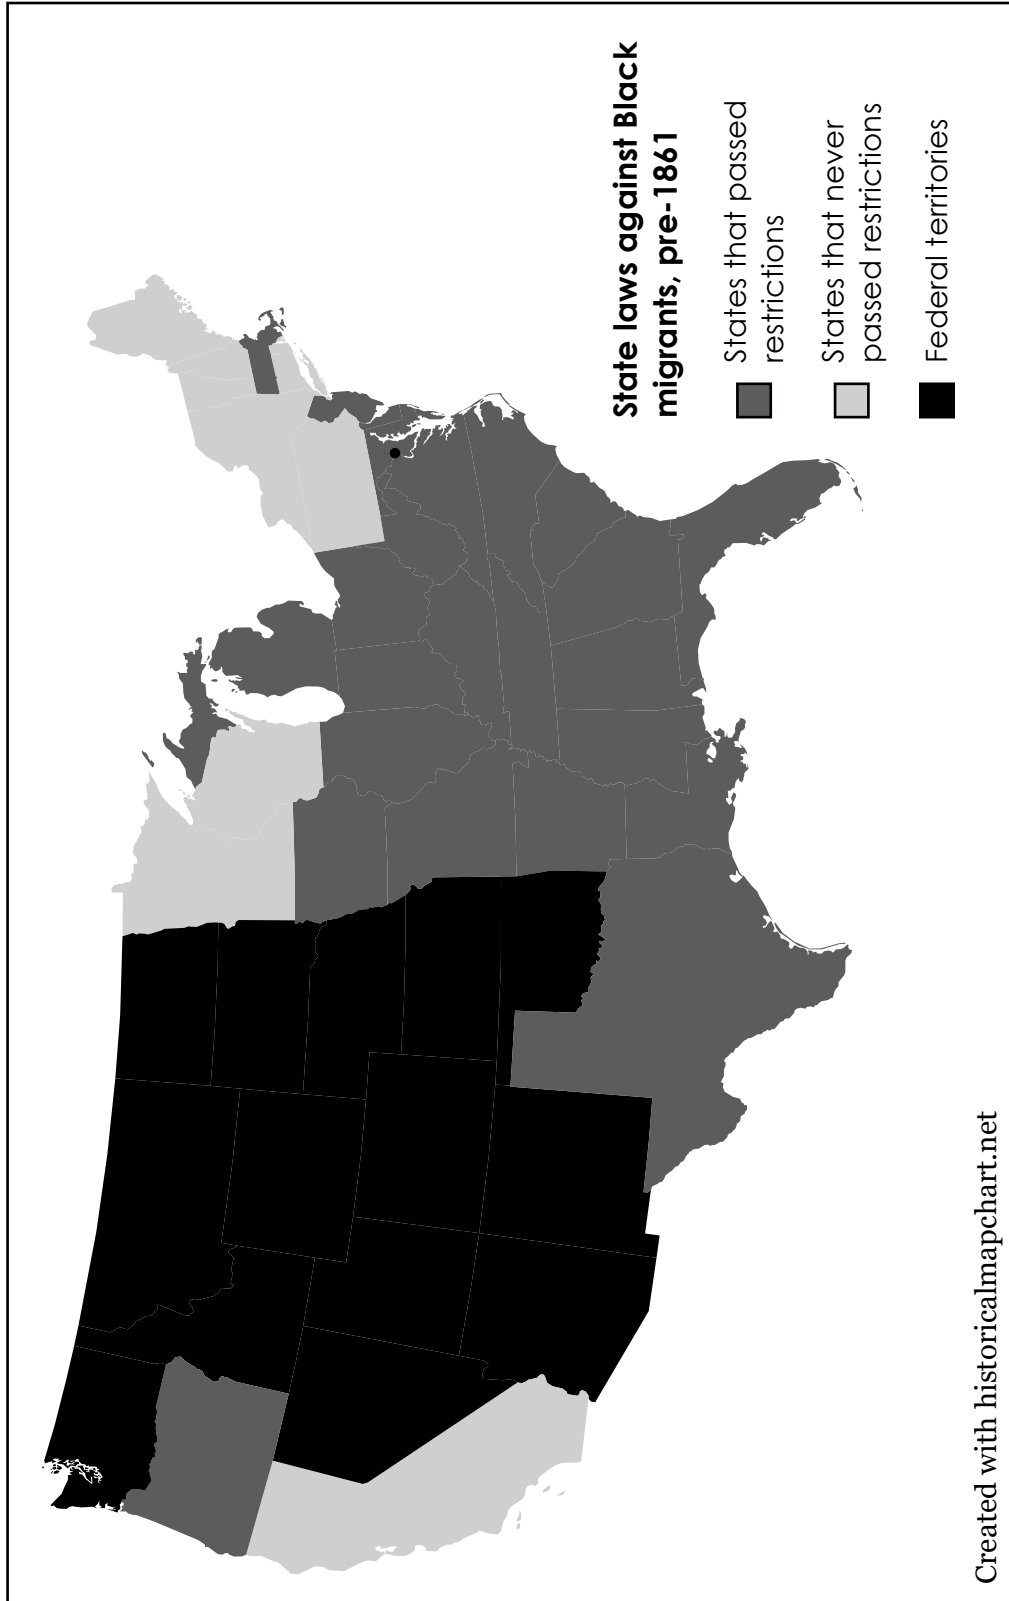 State laws against Black
migrants, pre-1861
States that passed
restrictions
States that never
passed restrictions
Federal territories
Created with historicalmapchart.net